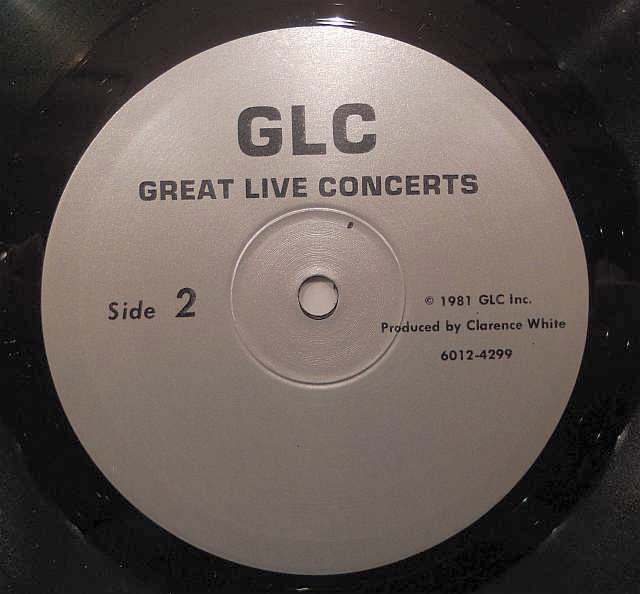 GLC
GREAT LIVE CONCERTS
Side 2
© 1981 GLC Inc.
Produced by Clarence White
6012-4299